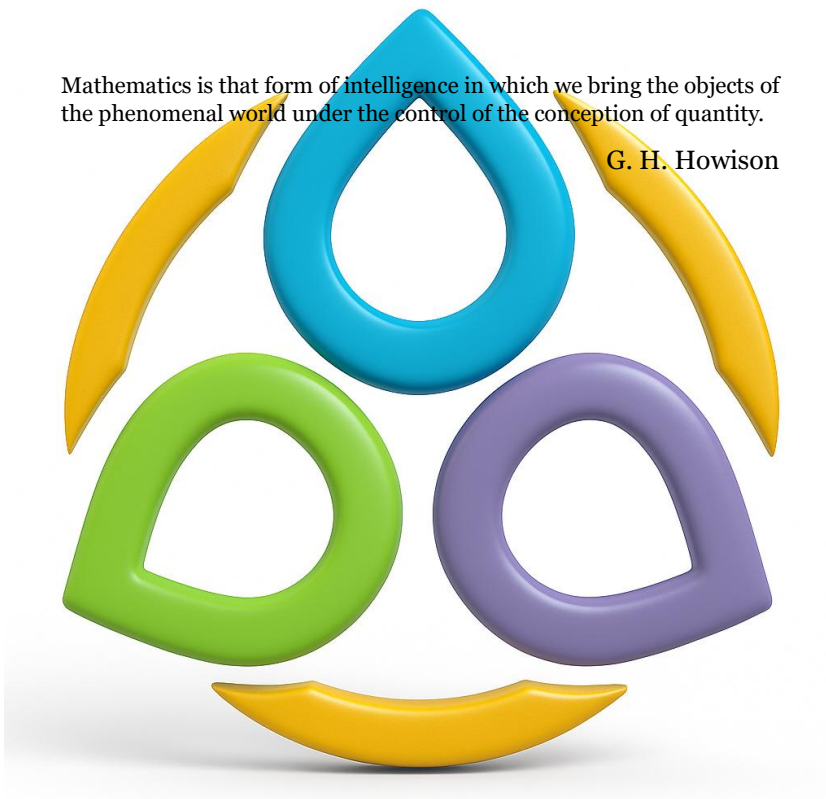 Mathematics is that form of intelligence in which we bring the objects of
the phenomenal world under the control of the conception of quantity.
G. H. Howison